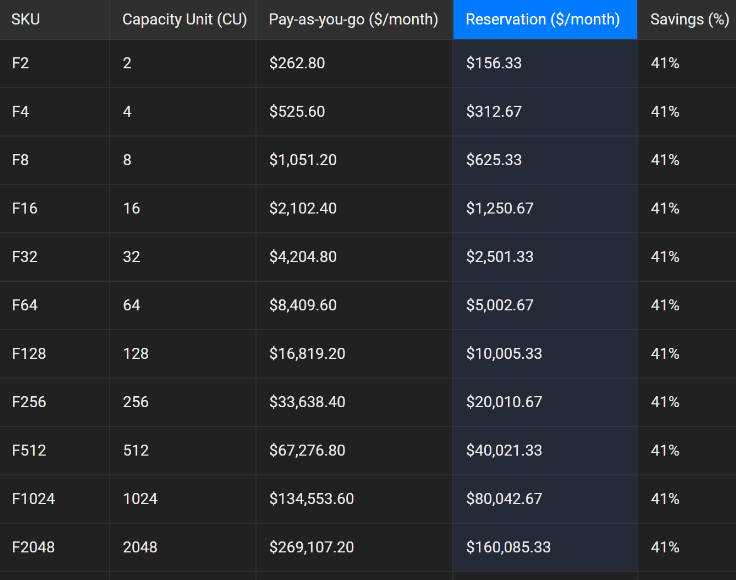 SKU Capacity Unit (CU) Pay-as-you-go ($/month) Reservation ($/month) Savings (%)
F2 2 $262.80 $156.33 41%
F4 4 $525.60 $312.67 41%
F8 8 $1,051.20 $625.33 41%
F16 16 $2,102.40 $1,250.67 41%
F32 32 $4,204.80 $2,501.33 41%
F64 64 $8,409.60 $5,002.67 41%
F128 128 $16,819.20 $10,005.33 41%
F256 256 $33,638.40 $20,010.67 41%
F512 512 $67,276.80 $40,021.33 41%
F1024 1024 $134,553.60 $80,042.67 41%
F2048 2048 $269,107.20 $160,085.33 41%